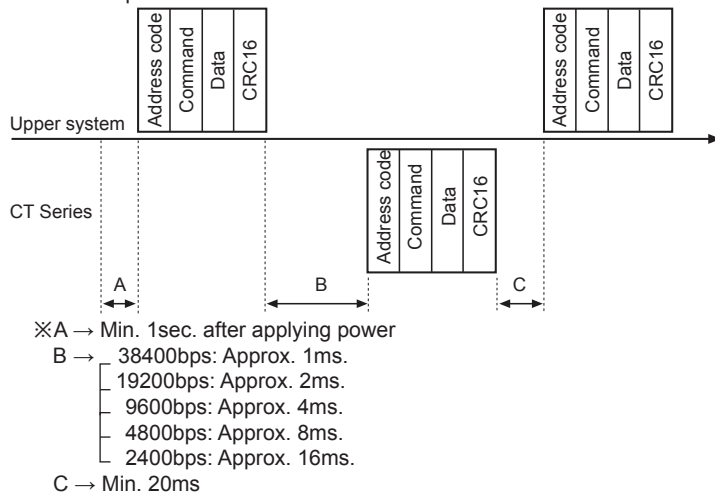 Address code
Command
Data
CRC16
Address code
Command
Data
CRC16
Upper system
CT Series
Address code
Command
Data
CRC16
A
B
C
※A → Min. 1sec. after applying power
B → 38400bps: Approx. 1ms.
19200bps: Approx. 2ms.
9600bps: Approx. 4ms.
4800bps: Approx. 8ms.
2400bps: Approx. 16ms.
C → Min. 20ms